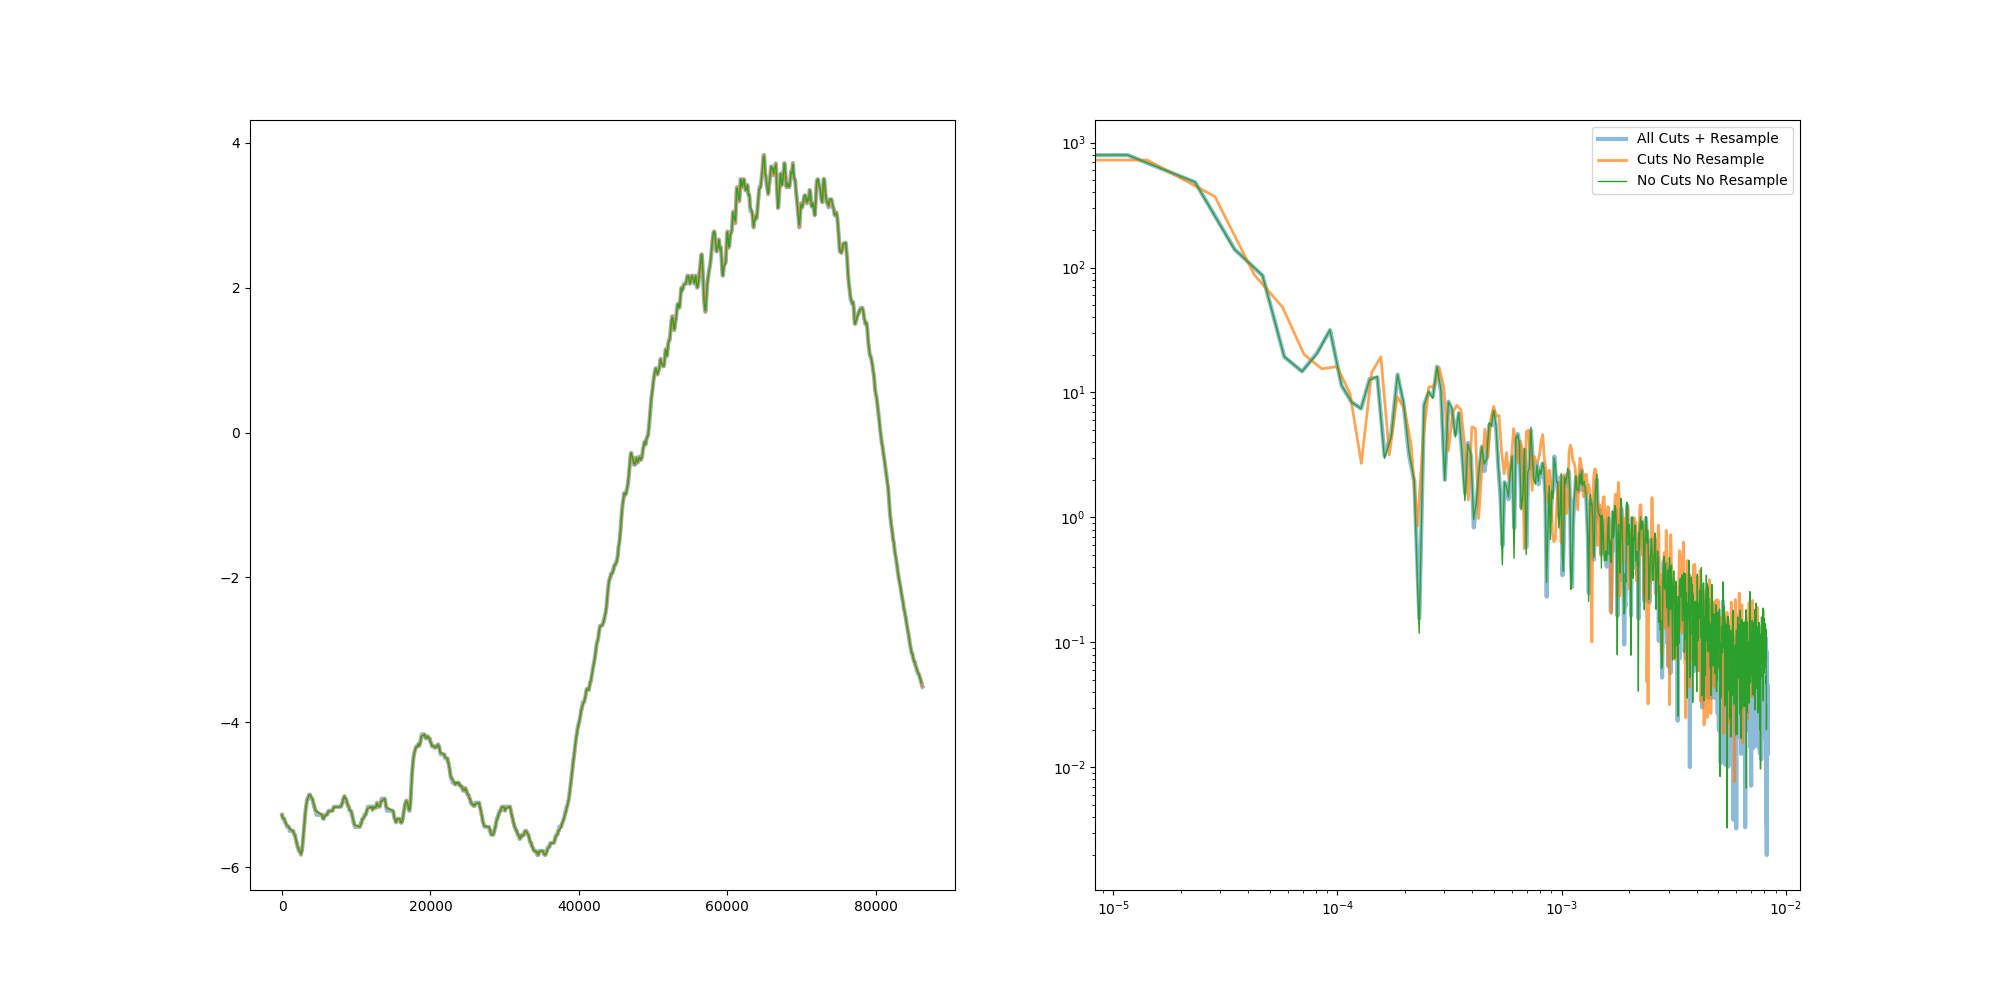 4
2
0
−2
−4
−6
0 20000 40000 60000 80000
10³
10²
10¹
10⁰
10⁻¹
10⁻²
10⁻⁵ 10⁻⁴ 10⁻³ 10⁻²
All Cuts + Resample
Cuts No Resample
No Cuts No Resample